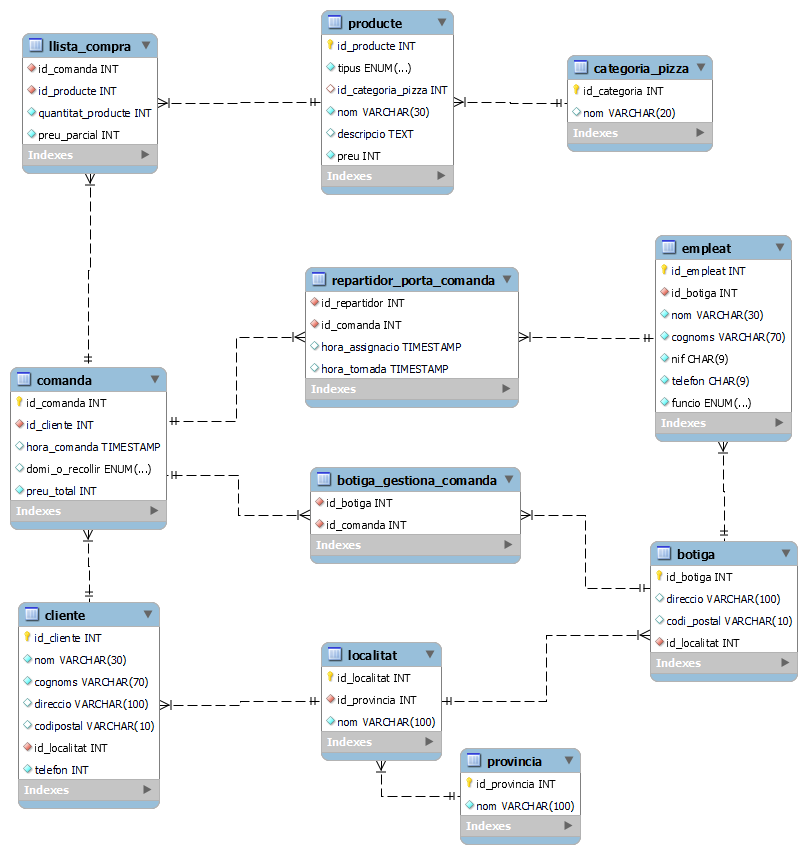 llista_compra
id_comanda INT
id_producte INT
quantitat_producte INT
preu_parcial INT
Indexes
producte
id_producte INT
tipus ENUM(...)
id_categoria_pizza INT
nom VARCHAR(30)
descripcio TEXT
preu INT
Indexes
categoria_pizza
id_categoria INT
nom VARCHAR(20)
Indexes
repartidor_porta_comanda
id_repartidor INT
id_comanda INT
hora_assignacio TIMESTAMP
hora_tornada TIMESTAMP
Indexes
empleat
id_empleat INT
id_botiga INT
nom VARCHAR(30)
cognoms VARCHAR(70)
nif CHAR(9)
telefon CHAR(9)
funcio ENUM(...)
Indexes
comanda
id_comanda INT
id_cliente INT
hora_comanda TIMESTAMP
domi_o_recollir ENUM(...)
preu_total INT
Indexes
botiga_gestiona_comanda
id_botiga INT
id_comanda INT
Indexes
botiga
id_botiga INT
direccio VARCHAR(100)
codi_postal VARCHAR(10)
id_localitat INT
Indexes
cliente
id_cliente INT
nom VARCHAR(30)
cognoms VARCHAR(70)
direccio VARCHAR(100)
codipostal VARCHAR(10)
id_localitat INT
telefon INT
Indexes
localitat
id_localitat INT
id_provincia INT
nom VARCHAR(100)
Indexes
provincia
id_provincia INT
nom VARCHAR(100)
Indexes